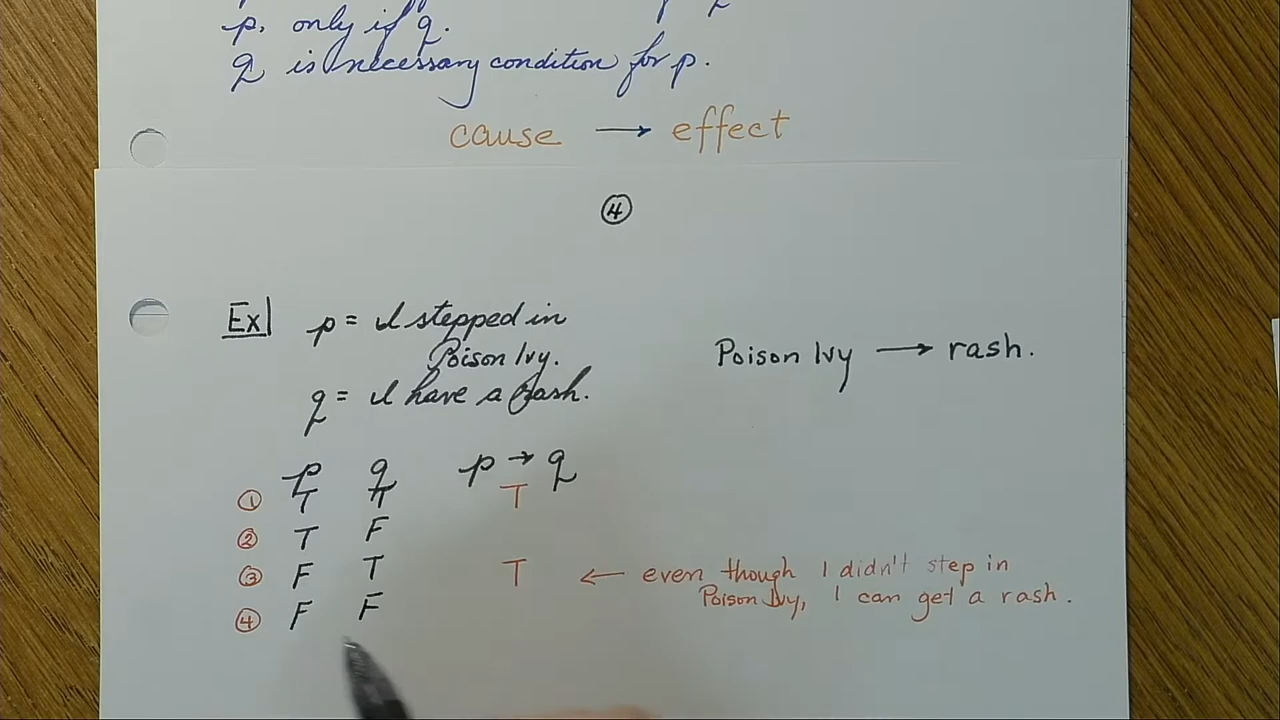 p, only if q.
q is necessary condition for p.
cause → effect
④
Ex| p = I stepped in
Poison Ivy.
q = I have a rash.
Poison Ivy → rash.
p q p → q
① T T T
② T F
③ F T T ← even though I didn't step in
Poison Ivy, I can get a rash.
④ F F